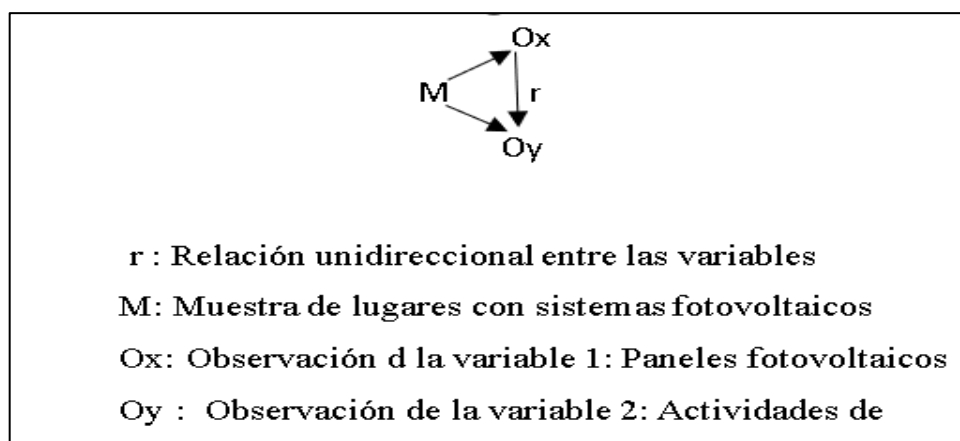 Ox
M r
Oy
r : Relación unidireccional entre las variables
M: Muestra de lugares con sistemas fotovoltaicos
Ox: Observación d la variable 1: Paneles fotovoltaicos
Oy : Observación de la variable 2: Actividades de